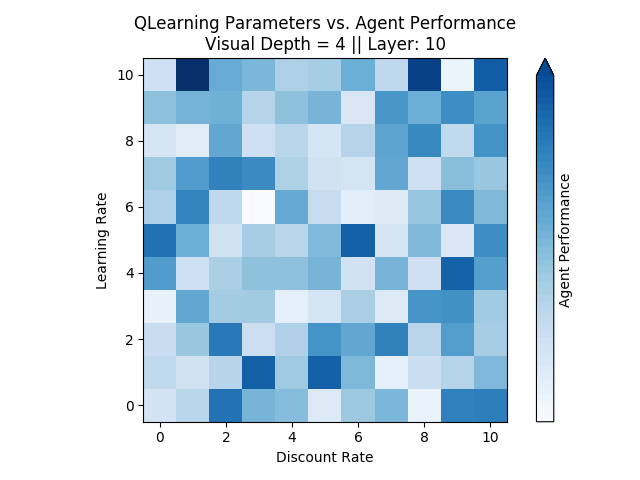 QLearning Parameters vs. Agent Performance
Visual Depth = 4 || Layer: 10
10
8
6
4
2
0
Learning Rate
0 2 4 6 8 10
Discount Rate
Agent Performance